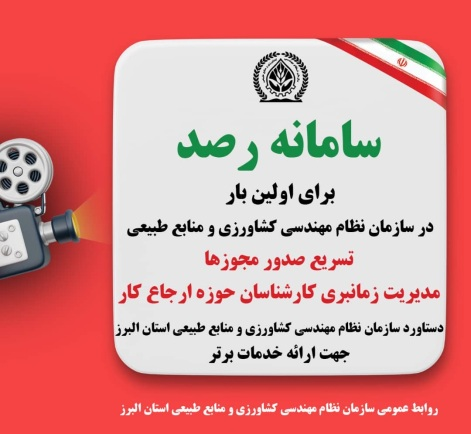 سامانه رصد
برای اولین بار
در سازمان نظام مهندسی کشاورزی و منابع طبیعی
تسریع صدور مجوزها
مدیریت زمانبری کارشناسان حوزه ارجاع کار
دستاورد سازمان نظام مهندسی کشاورزی و منابع طبیعی استان البرز
جهت ارائه خدمات برتر
روابط عمومی سازمان نظام مهندسی کشاورزی و منابع طبیعی استان البرز